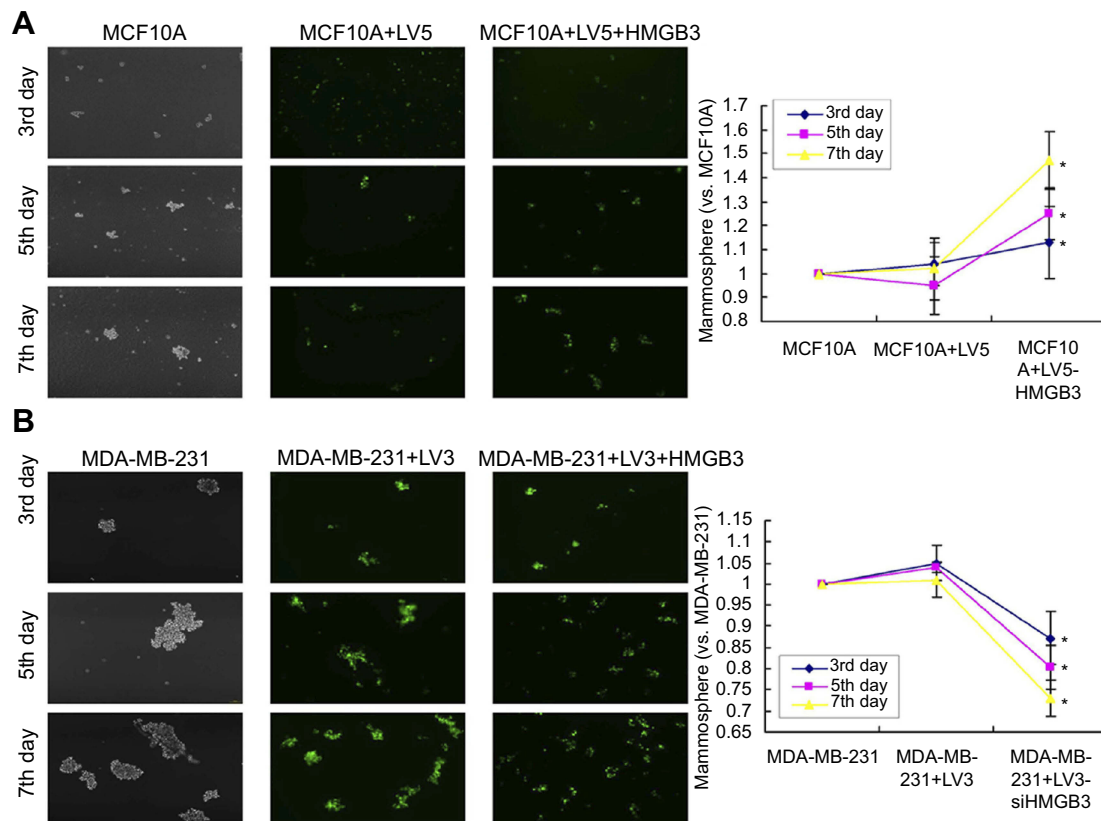 A
MCF10A
MCF10A+LV5
MCF10A+LV5+HMGB3
3rd day
5th day
7th day
Mammosphere (vs. MCF10A)
1.7
1.6
1.5
1.4
1.3
1.2
1.1
1
0.9
0.8
3rd day
5th day
7th day
*
*
*
MCF10A
MCF10A+LV5
MCF10
A+LV5-
HMGB3
B
MDA-MB-231
MDA-MB-231+LV3
MDA-MB-231+LV3+HMGB3
3rd day
5th day
7th day
Mammosphere (vs. MDA-MB-231)
1.15
1.1
1.05
1
0.95
0.9
0.85
0.8
0.75
0.7
0.65
3rd day
5th day
7th day
*
*
*
MDA-MB-231
MDA-MB-
231+LV3
MDA-MB-
231+LV3-
siHMGB3